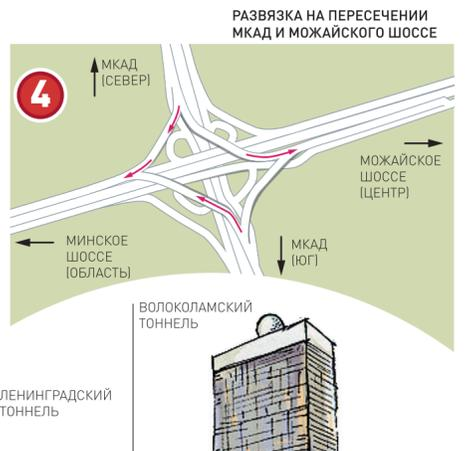 РАЗВЯЗКА НА ПЕРЕСЕЧЕНИИ
МКАД И МОЖАЙСКОГО ШОССЕ
4
МКАД
(СЕВЕР)
МОЖАЙСКОЕ
ШОССЕ
(ЦЕНТР)
МИНСКОЕ
ШОССЕ
(ОБЛАСТЬ)
МКАД
(ЮГ)
ВОЛОКОЛАМСКИЙ
ТОННЕЛЬ
ЛЕНИНГРАДСКИЙ
ТОННЕЛЬ